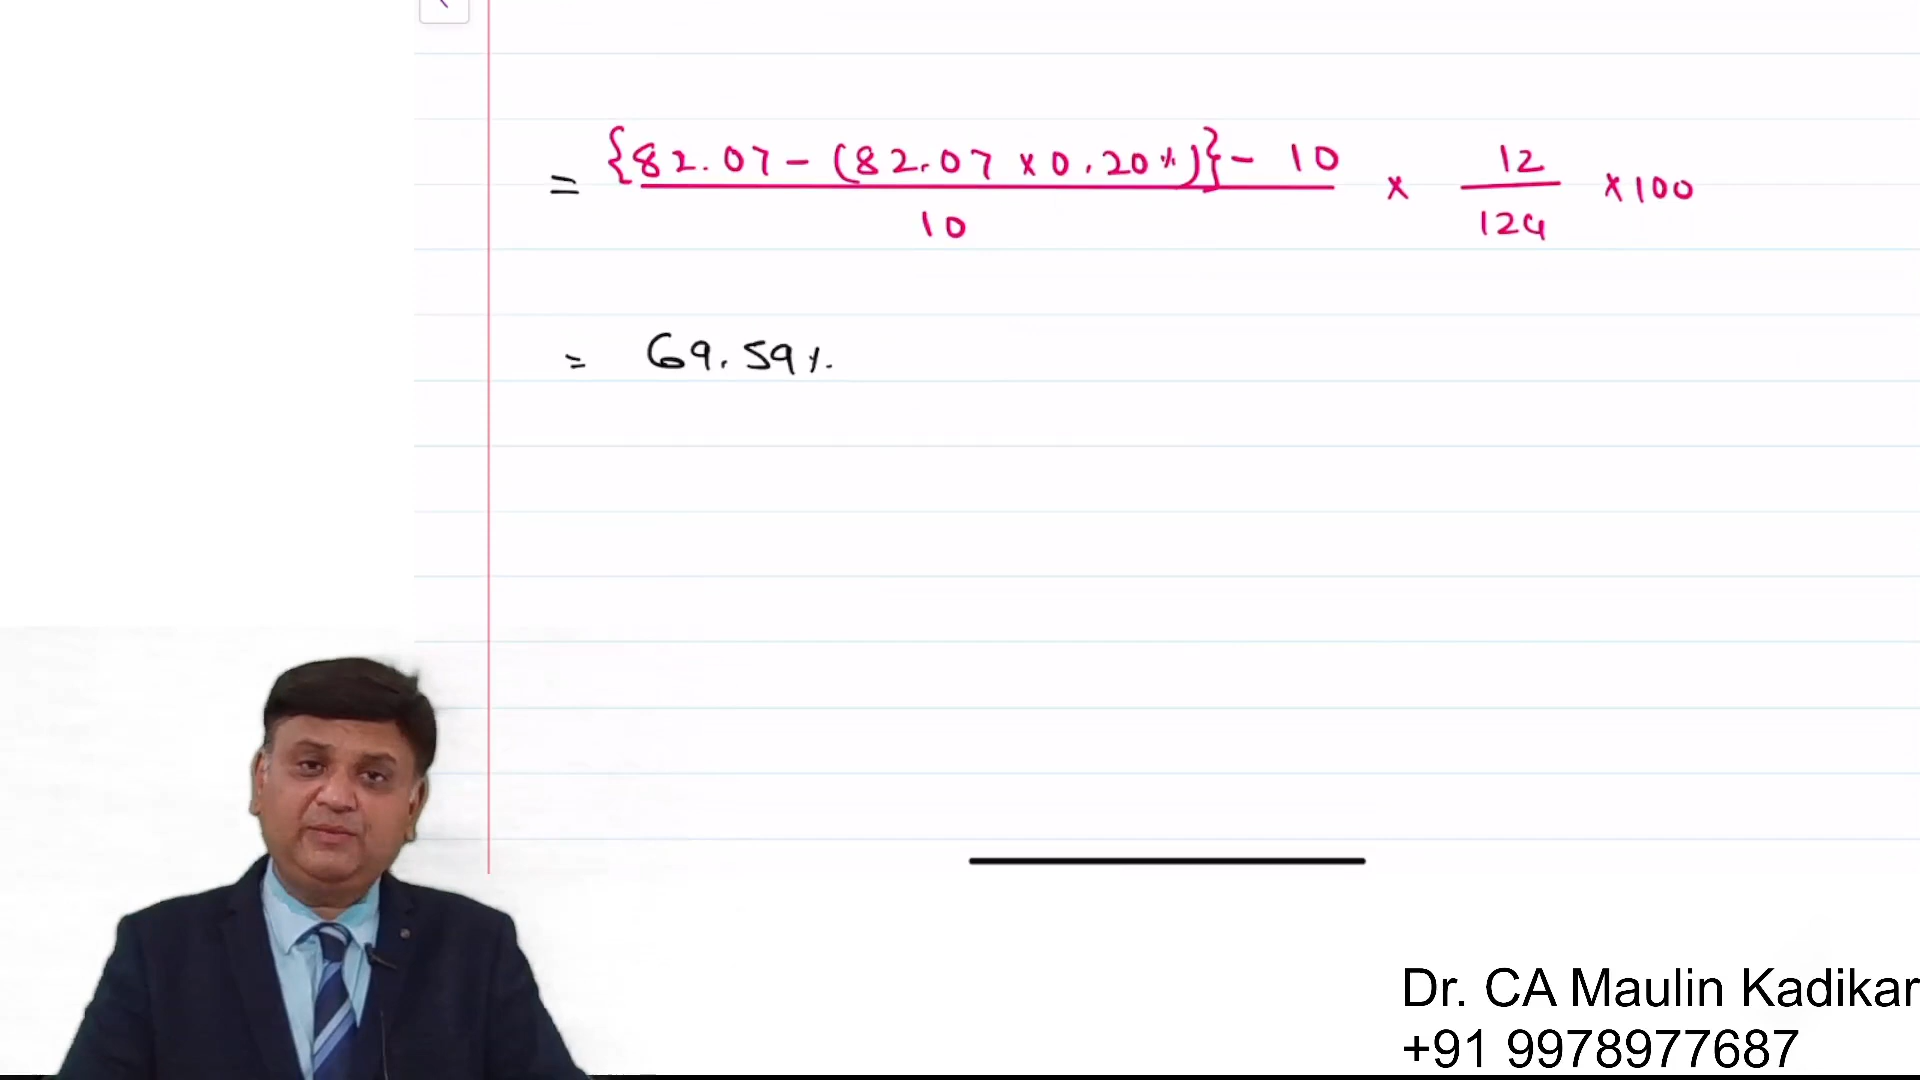 = {82.07 - (82.07 × 0.20%)} - 10 / 10 × 12 / 124 × 100
= 69.59%.
Dr. CA Maulin Kadikar
+91 9978977687